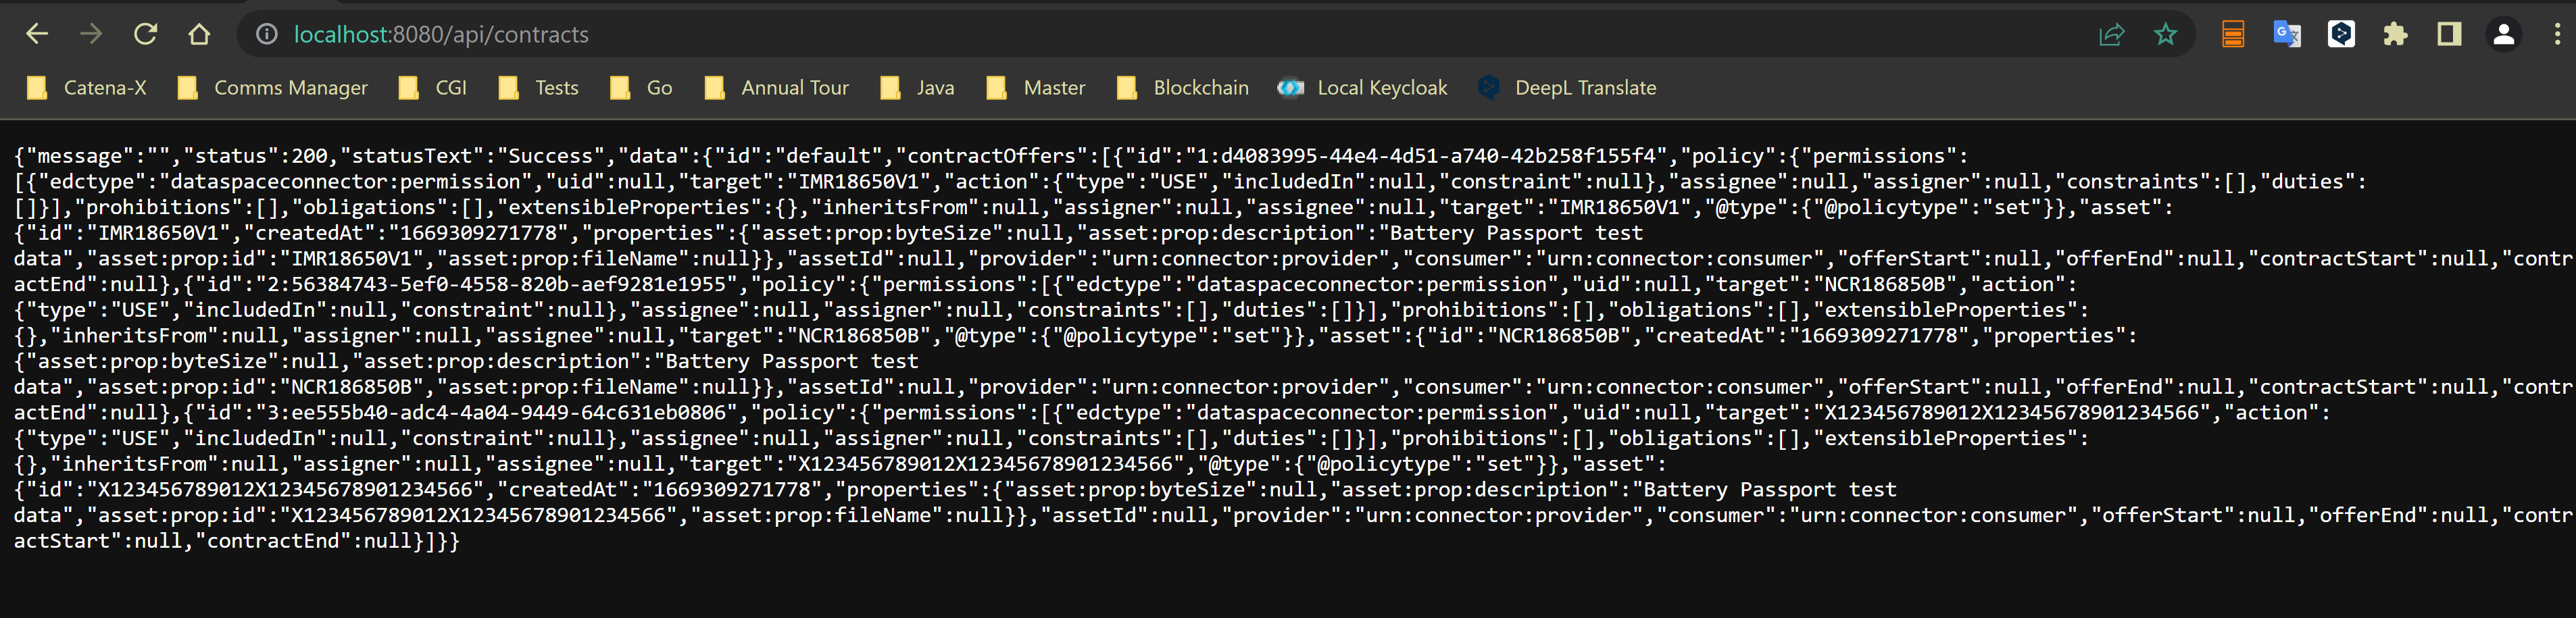 localhost:8080/api/contracts
Catena-X Comms Manager CGI Tests Go Annual Tour Java Master Blockchain Local Keycloak DeepL Translate
{"message":"","status":200,"statusText":"Success","data":{"id":"default","contractOffers":[{"id":"1:d4083995-44e4-4d51-a740-42b258f155f4","policy":{"permissions":
[{"edctype":"dataspaceconnector:permission","uid":null,"target":"IMR18650V1","action":{"type":"USE","includedIn":null,"constraint":null},"assignee":null,"assigner":null,"constraints":[],"duties":
[]}],"prohibitions":[],"obligations":[],"extensibleProperties":{},"inheritsFrom":null,"assigner":null,"assignee":null,"target":"IMR18650V1","@type":{"@policytype":"set"}},"asset":
{"id":"IMR18650V1","createdAt":"1669309271778","properties":{"asset:prop:byteSize":null,"asset:prop:description":"Battery Passport test
data","asset:prop:id":"IMR18650V1","asset:prop:fileName":null}},"assetId":null,"provider":"urn:connector:provider","consumer":"urn:connector:consumer","offerStart":null,"offerEnd":null,"contractStart":null,"contr
actEnd":null},{"id":"2:56384743-5ef0-4558-820b-aef9281e1955","policy":{"permissions":[{"edctype":"dataspaceconnector:permission","uid":null,"target":"NCR186850B","action":
{"type":"USE","includedIn":null,"constraint":null},"assignee":null,"assigner":null,"constraints":[],"duties":[]}],"prohibitions":[],"obligations":[],"extensibleProperties":
{},"inheritsFrom":null,"assigner":null,"assignee":null,"target":"NCR186850B","@type":{"@policytype":"set"}},"asset":{"id":"NCR186850B","createdAt":"1669309271778","properties":
{"asset:prop:byteSize":null,"asset:prop:description":"Battery Passport test
data","asset:prop:id":"NCR186850B","asset:prop:fileName":null}},"assetId":null,"provider":"urn:connector:provider","consumer":"urn:connector:consumer","offerStart":null,"offerEnd":null,"contractStart":null,"contr
actEnd":null},{"id":"3:ee555b40-adc4-4a04-9449-64c631eb0806","policy":{"permissions":[{"edctype":"dataspaceconnector:permission","uid":null,"target":"X123456789012X12345678901234566","action":
{"type":"USE","includedIn":null,"constraint":null},"assignee":null,"assigner":null,"constraints":[],"duties":[]}],"prohibitions":[],"obligations":[],"extensibleProperties":
{},"inheritsFrom":null,"assigner":null,"assignee":null,"target":"X123456789012X12345678901234566","@type":{"@policytype":"set"}},"asset":
{"id":"X123456789012X12345678901234566","createdAt":"1669309271778","properties":{"asset:prop:byteSize":null,"asset:prop:description":"Battery Passport test
data","asset:prop:id":"X123456789012X12345678901234566","asset:prop:fileName":null}},"assetId":null,"provider":"urn:connector:provider","consumer":"urn:connector:consumer","offerStart":null,"offerEnd":null,"contr
actStart":null,"contractEnd":null}]}}